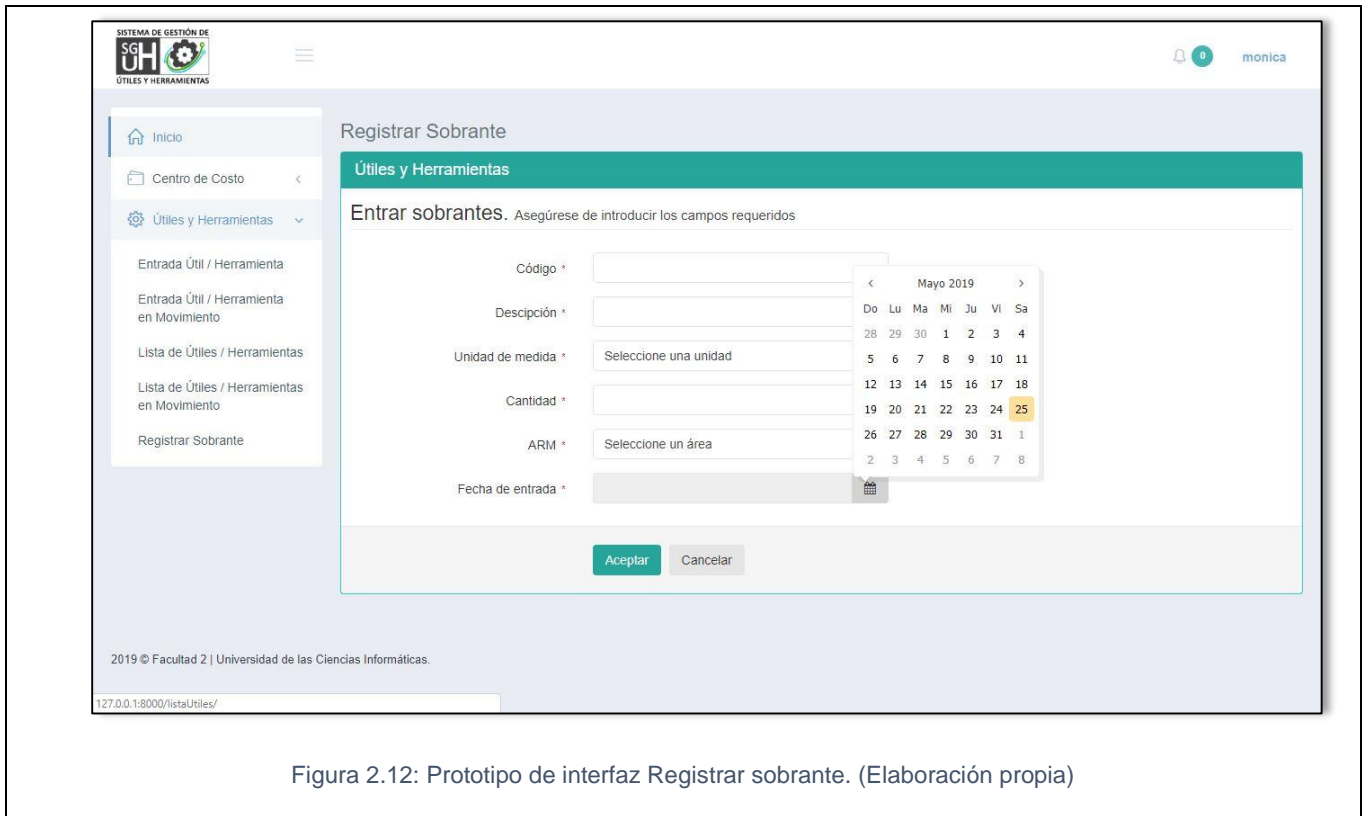 SISTEMA DE GESTIÓN DE
SG
UH
ÚTILES Y HERRAMIENTAS
0
monica
Inicio
Centro de Costo
Útiles y Herramientas
Entrada Útil / Herramienta
Entrada Útil / Herramienta
en Movimiento
Lista de Útiles / Herramientas
Lista de Útiles / Herramientas
en Movimiento
Registrar Sobrante
Registrar Sobrante
Útiles y Herramientas
Entrar sobrantes. Asegúrese de introducir los campos requeridos
Código *
Descipción *
Unidad de medida * Seleccione una unidad
Cantidad *
ARM * Seleccione un área
Fecha de entrada *
< Mayo 2019 >
Do Lu Ma Mi Ju Vi Sa
28 29 30 1 2 3 4
5 6 7 8 9 10 11
12 13 14 15 16 17 18
19 20 21 22 23 24 25
26 27 28 29 30 31 1
2 3 4 5 6 7 8
Aceptar Cancelar
2019 © Facultad 2 | Universidad de las Ciencias Informáticas.
127.0.0.1:8000/listaUtiles/
Figura 2.12: Prototipo de interfaz Registrar sobrante. (Elaboración propia)